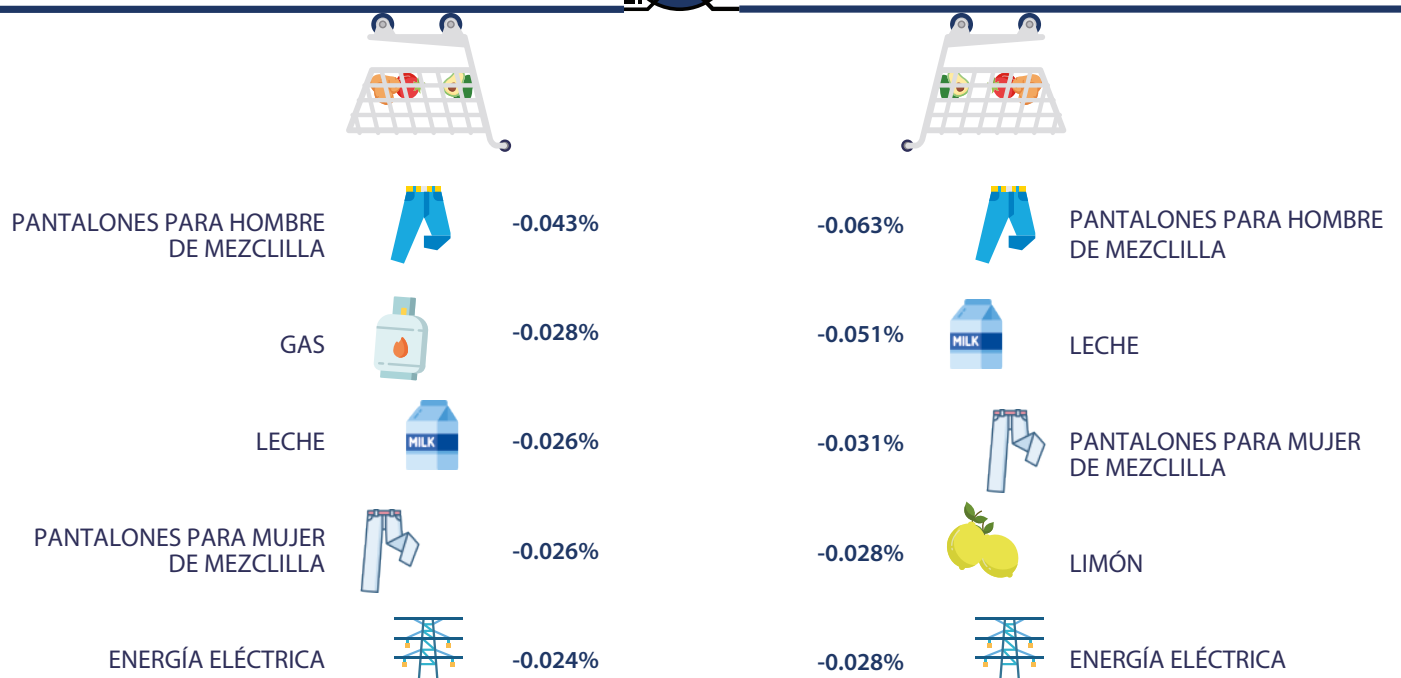 PANTALONES PARA HOMBRE
DE MEZCLILLA
-0.043%
GAS
-0.028%
LECHE
MILK
-0.026%
PANTALONES PARA MUJER
DE MEZCLILLA
-0.026%
ENERGÍA ELÉCTRICA
-0.024%
-0.063%
PANTALONES PARA HOMBRE
DE MEZCLILLA
-0.051%
MILK
LECHE
-0.031%
PANTALONES PARA MUJER
DE MEZCLILLA
-0.028%
LIMÓN
-0.028%
ENERGÍA ELÉCTRICA